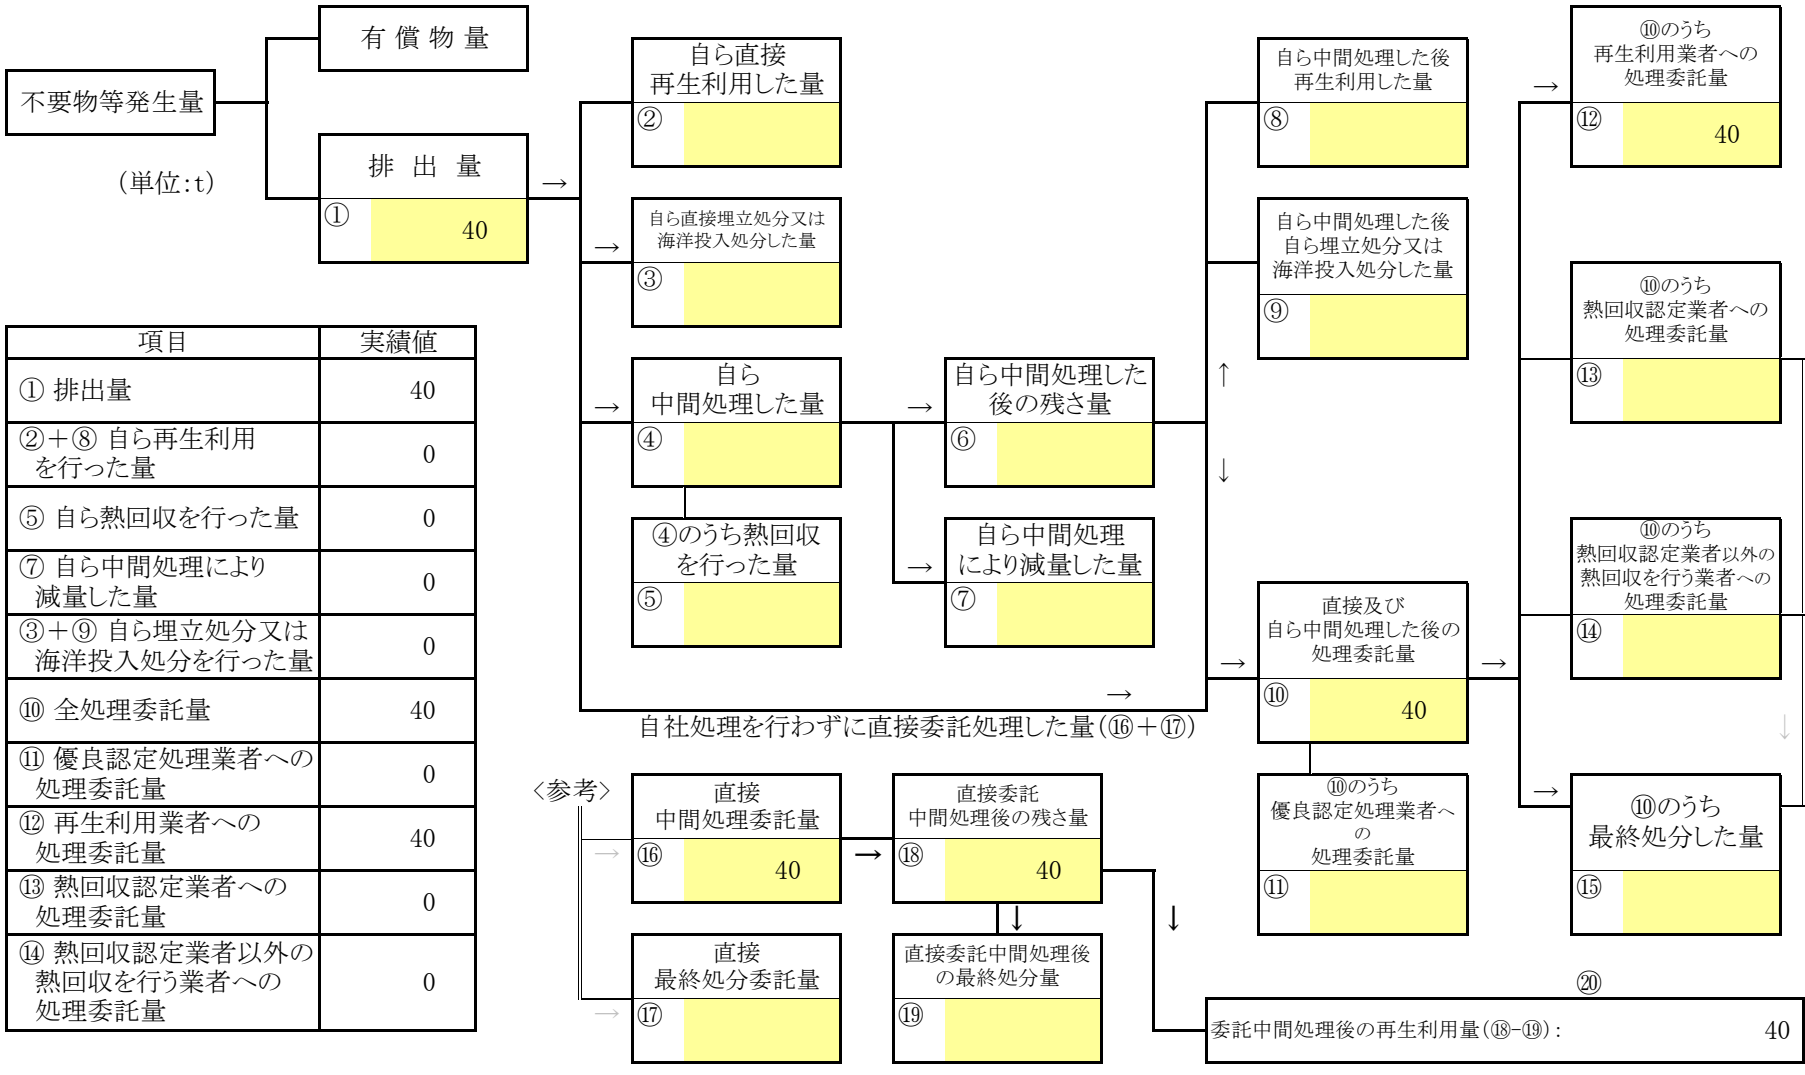 不要物等発生量
(単位:t)
有償物量
排出量
①
40
→
自ら直接
再生利用した量
②
→
自ら直接埋立処分又は
海洋投入処分した量
③
→
自ら
中間処理した量
④
④のうち熱回収
を行った量
⑤
→
自ら中間処理した
後の残さ量
⑥
→
自ら中間処理
により減量した量
⑦
自ら中間処理した後
再生利用した量
⑧
自ら中間処理した後
自ら埋立処分又は
海洋投入処分した量
⑨
↑
↓
→
直接及び
自ら中間処理した後の
処理委託量
⑩
40
→
⑩のうち
優良認定処理業者へ
の
処理委託量
⑪
→
⑩のうち
再生利用業者への
処理委託量
⑫
40
⑩のうち
熱回収認定業者への
処理委託量
⑬
⑩のうち
熱回収認定業者以外の
熱回収を行う業者への
処理委託量
⑭
↓
→
⑩のうち
最終処分した量
⑮
→
自社処理を行わずに直接委託処理した量(⑯+⑰)
<参考>
→
直接
中間処理委託量
⑯
40
→
直接委託
中間処理後の残さ量
⑱
40
↓
↓
→
直接
最終処分委託量
⑰
直接委託中間処理後
の最終処分量
⑲
⑳
委託中間処理後の再生利用量(⑱-⑲):
40
項目 実績値
① 排出量 40
②+⑧ 自ら再生利用
を行った量 0
⑤ 自ら熱回収を行った量 0
⑦ 自ら中間処理により
減量した量 0
③+⑨ 自ら埋立処分又は
海洋投入処分を行った量 0
⑩ 全処理委託量 40
⑪ 優良認定処理業者への
処理委託量 0
⑫ 再生利用業者への
処理委託量 40
⑬ 熱回収認定業者への
処理委託量 0
⑭ 熱回収認定業者以外の
熱回収を行う業者への
処理委託量 0